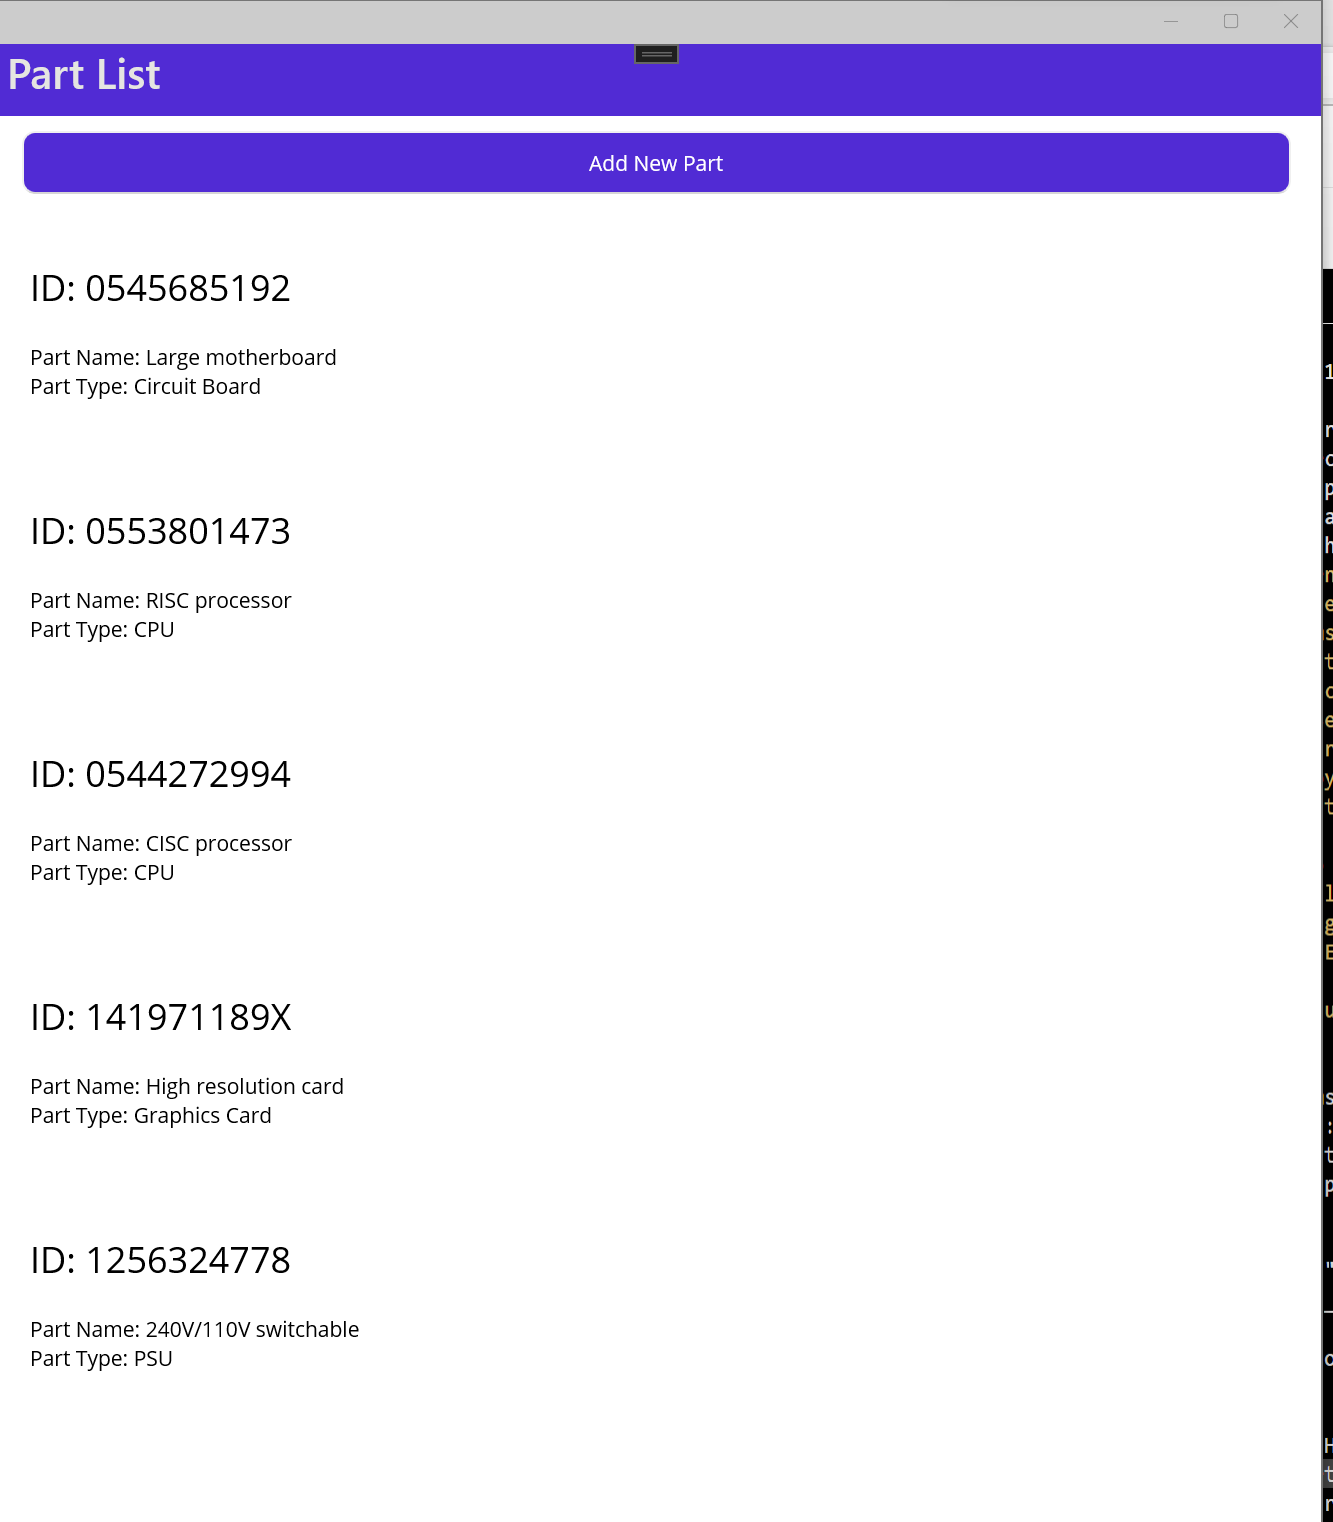 Part List
Add New Part
ID: 0545685192
Part Name: Large motherboard
Part Type: Circuit Board
ID: 0553801473
Part Name: RISC processor
Part Type: CPU
ID: 0544272994
Part Name: CISC processor
Part Type: CPU
ID: 141971189X
Part Name: High resolution card
Part Type: Graphics Card
ID: 1256324778
Part Name: 240V/110V switchable
Part Type: PSU